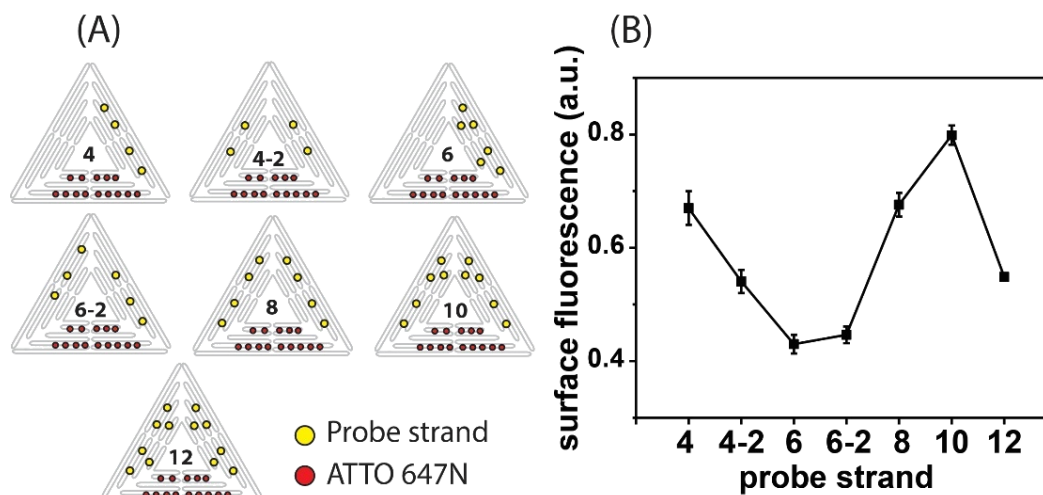 (A)
4
4-2
6
6-2
8
10
12
Probe strand
ATTO 647N
(B)
surface fluorescence (a.u.)
0.8
0.6
0.4
4 4-2 6 6-2 8 10 12
probe strand